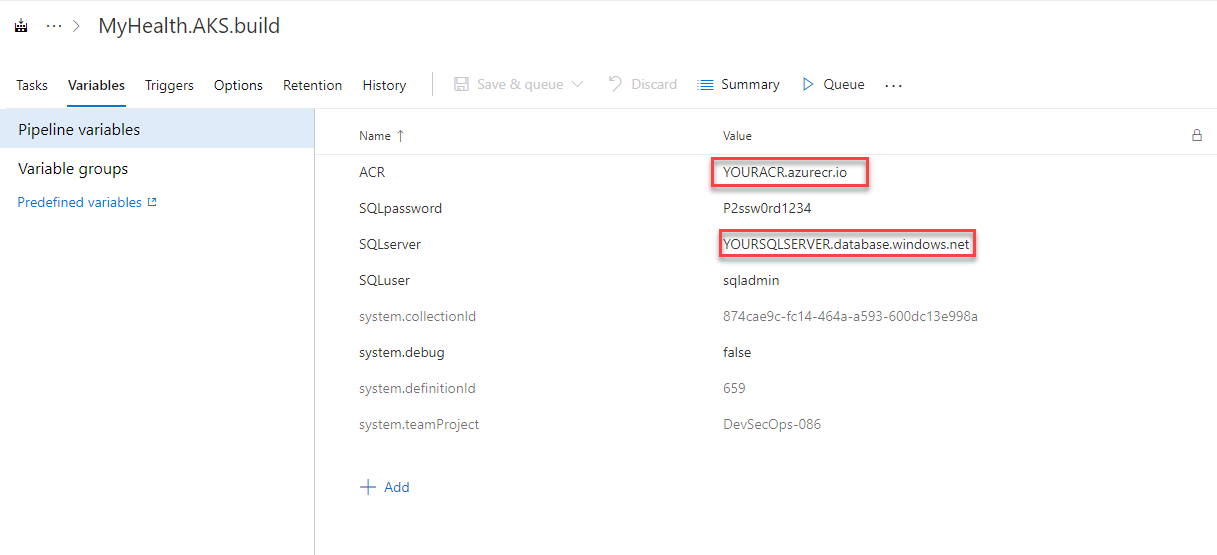 ··· > MyHealth.AKS.build
Tasks Variables Triggers Options Retention History Save & queue Discard Summary Queue ...
Pipeline variables
Variable groups
Predefined variables
Name ↑ Value
ACR YOURACR.azurecr.io
SQLpassword P2ssw0rd1234
SQLserver YOURSQLSERVER.database.windows.net
SQLuser sqladmin
system.collectionId 874cae9c-fc14-464a-a593-600dc13e998a
system.debug false
system.definitionId 659
system.teamProject DevSecOps-086
+ Add